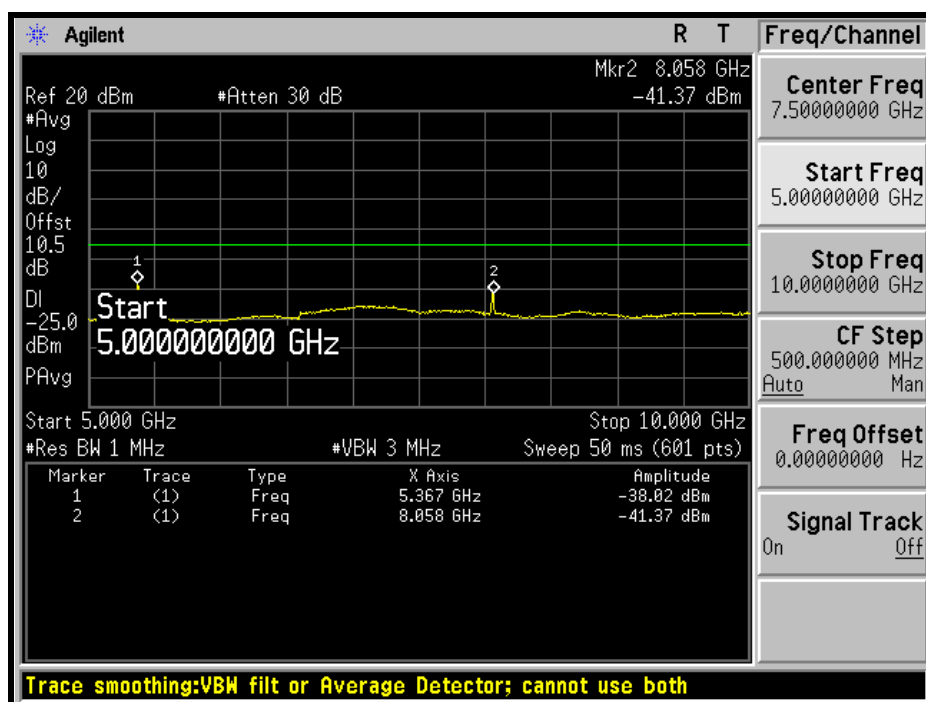 Agilent R T
Mkr2 8.058 GHz
Ref 20 dBm #Atten 30 dB -41.37 dBm
#Avg
Log
10
dB/
Offst
10.5
dB
DI
-25.0
dBm
PAvg
1
2
Start
5.000000000 GHz
Start 5.000 GHz Stop 10.000 GHz
#Res BW 1 MHz #VBW 3 MHz Sweep 50 ms (601 pts)
Marker Trace Type X Axis Amplitude
1 (1) Freq 5.367 GHz -38.02 dBm
2 (1) Freq 8.058 GHz -41.37 dBm
Trace smoothing:VBW filt or Average Detector; cannot use both
Freq/Channel
Center Freq
7.50000000 GHz
Start Freq
5.00000000 GHz
Stop Freq
10.0000000 GHz
CF Step
500.000000 MHz
Auto Man
Freq Offset
0.00000000 Hz
Signal Track
On Off